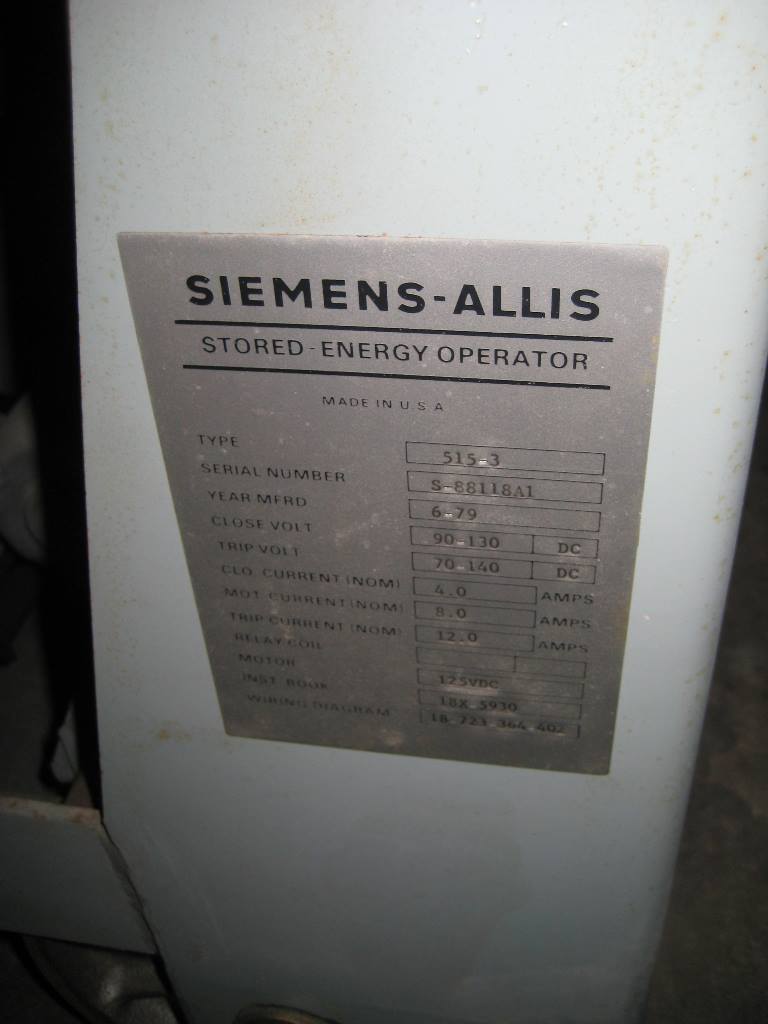 SIEMENS-ALLIS
STORED-ENERGY OPERATOR
MADE IN U.S.A
TYPE 515-3
SERIAL NUMBER S-88118A1
YEAR MFRD 6-79
CLOSE VOLT 90-130 DC
TRIP VOLT 70-140 DC
CLO. CURRENT (NOM) 4.0 AMPS
MOT. CURRENT (NOM) 8.0 AMPS
TRIP CURRENT (NOM) 12.0 AMPS
RELAY COIL
MOTOR 125VDC
INST. BOOK 18X 5930
WIRING DIAGRAM 18 723 364 402